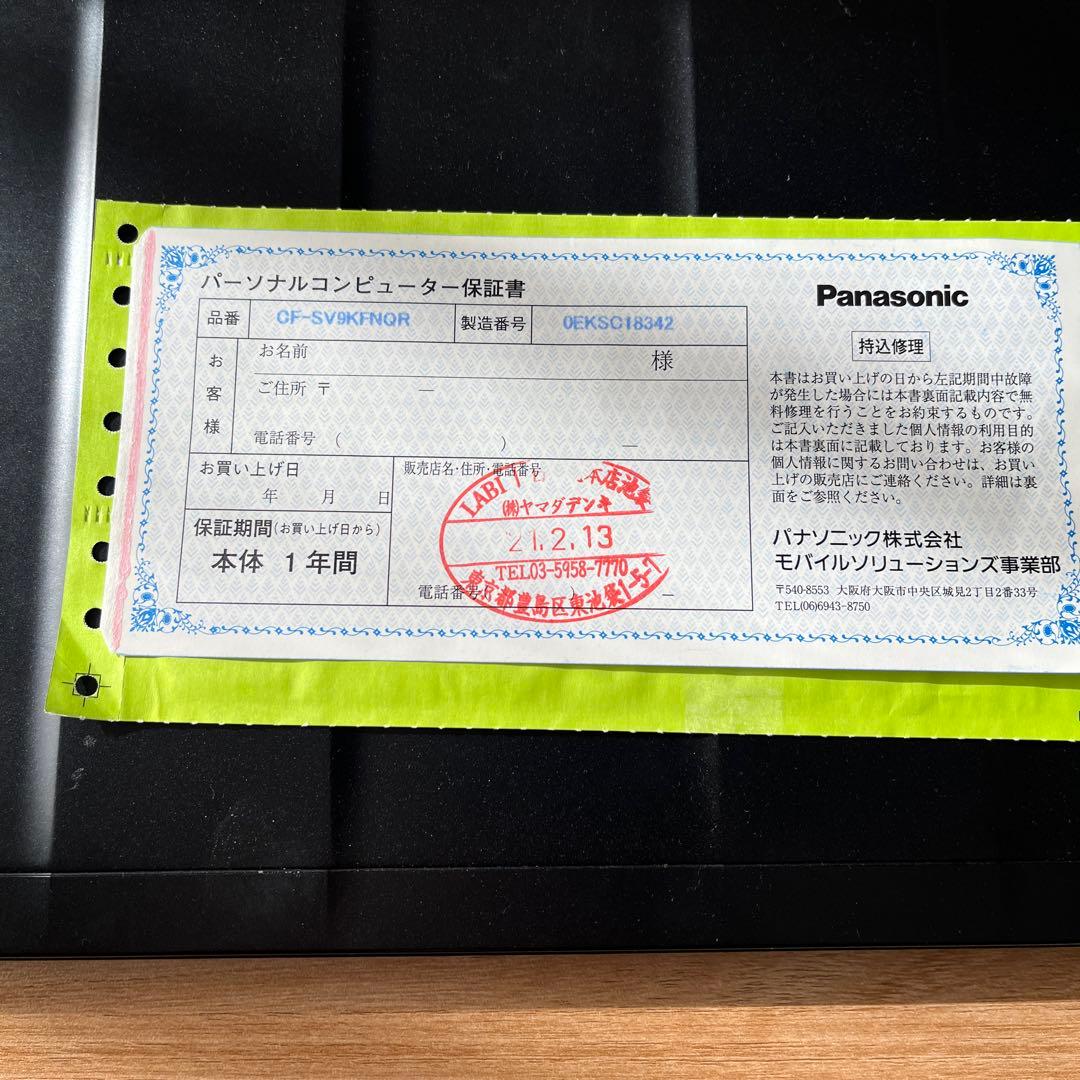 パーソナルコンピューター保証書
品番 CF-SV9KFNQR 製造番号 0EKSC18342
お客様
お名前 様
ご住所 〒 ―
電話番号 ( ) ―
お買い上げ日
年 月 日
保証期間(お買い上げ日から)
本体 1年間
販売店名・住所・電話番号
LABI 本店池袋
(株)ヤマダデンキ
21.2.13
TEL03-5958-7770
東京都豊島区東池袋1-5-7
電話番号 ) ―
Panasonic
持込修理
本書はお買い上げの日から左記期間中故障
が発生した場合には本書裏面記載内容で無
料修理を行うことをお約束するものです。
ご記入いただきました個人情報の利用目的
は本書裏面に記載しております。お客様の
個人情報に関するお問い合わせは、お買い
上げの販売店にご連絡ください。詳細は裏
面をご参照ください。
パナソニック株式会社
モバイルソリューションズ事業部
〒540-8553 大阪府大阪市中央区城見2丁目2番33号
TEL(06)6943-8750